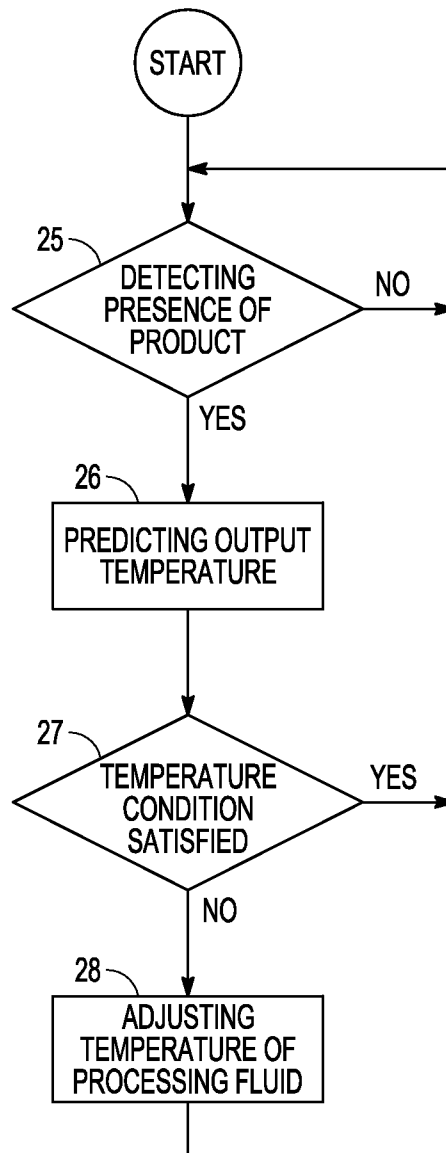 START
25
DETECTING
PRESENCE OF
PRODUCT
NO
YES
26
PREDICTING OUTPUT
TEMPERATURE
27
TEMPERATURE
CONDITION
SATISFIED
YES
NO
28
ADJUSTING
TEMPERATURE OF
PROCESSING FLUID